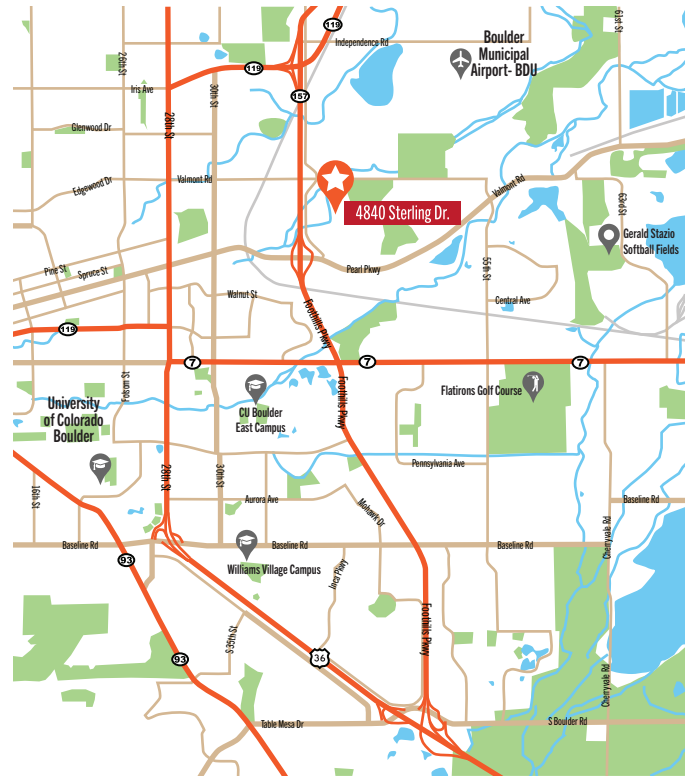 119
Independence Rd
61st St
Boulder
Municipal
Airport- BDU
26th St
119
Iris Ave
30th St
157
28th St
Glenwood Dr
Edgewood Dr
Valmont Rd
Valmont Rd
63rd St
4840 Sterling Dr.
Gerald Stazio
Softball Fields
Pine St
Spruce St
Pearl Pkwy
55th St
Walnut St
Central Ave
Foothills Pkwy
119
7
7
7
Folsom St
Foothills Pkwy
Flatirons Golf Course
University
of Colorado
Boulder
CU Boulder
East Campus
28th St
30th St
Pennsylvania Ave
16th St
Aurora Ave
Mohawk Dr
Baseline Rd
Cherryvale Rd
Baseline Rd
Baseline Rd
Baseline Rd
93
Williams Village Campus
Inca Pkwy
Foothills Pkwy
S 35th St
36
93
Cherryvale Rd
Table Mesa Dr
S Boulder Rd